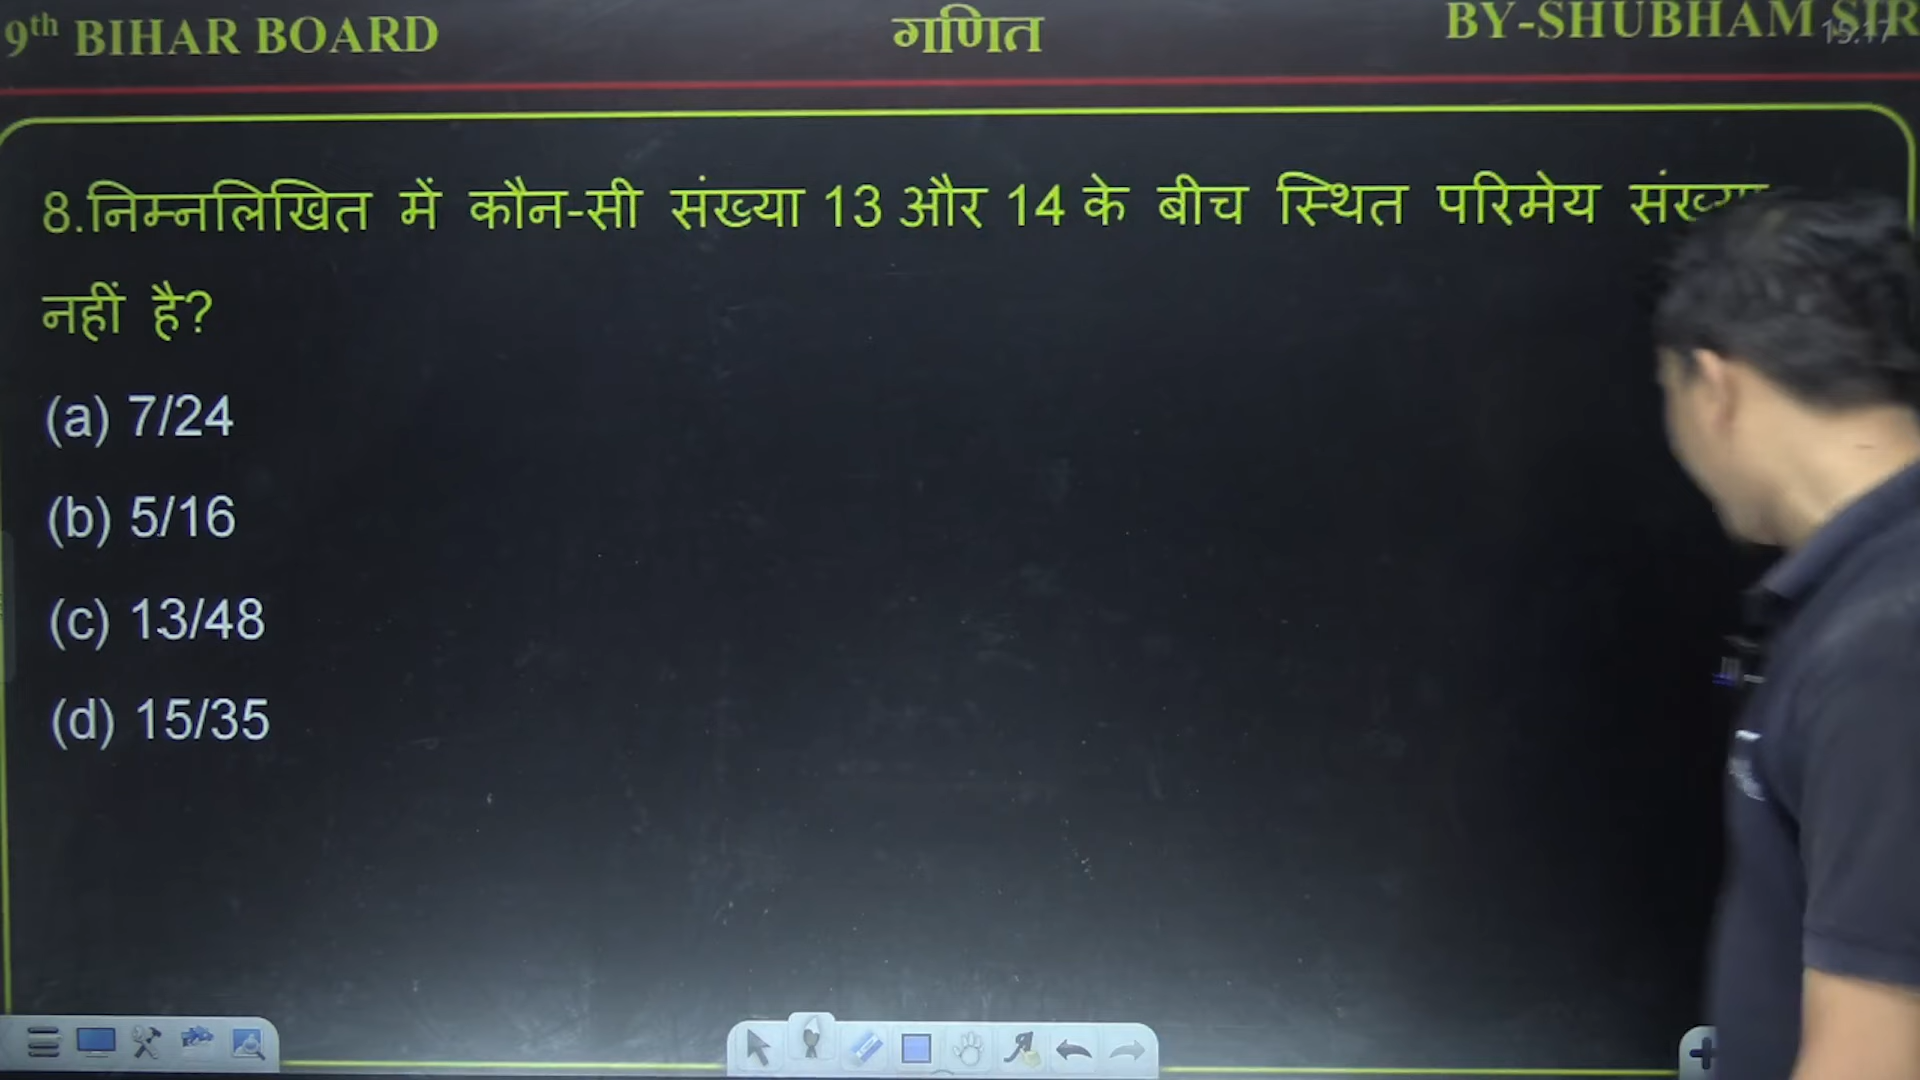 9th BIHAR BOARD
गणित
BY-SHUBHAM SIR
8.निम्नलिखित में कौन-सी संख्या 13 और 14 के बीच स्थित परिमेय संख्या
नहीं है?
(a) 7/24
(b) 5/16
(c) 13/48
(d) 15/35